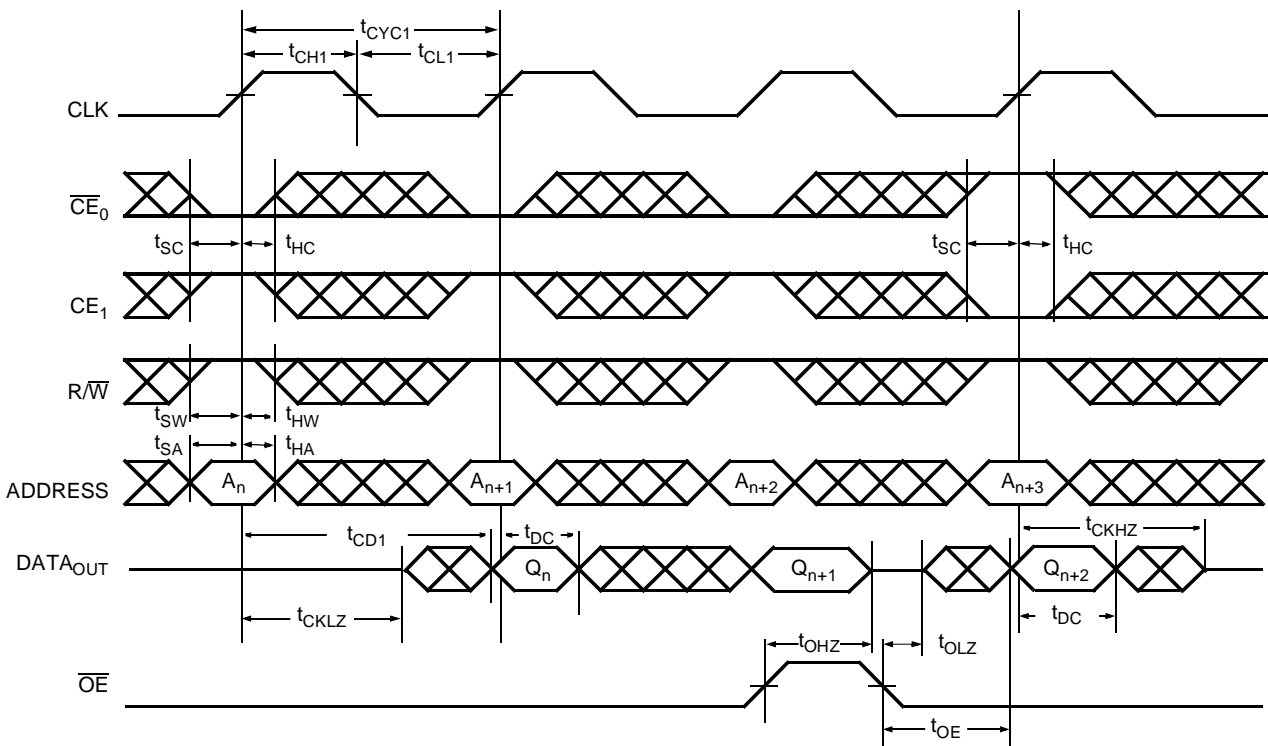 tCYC1
tCH1 tCL1
CLK
CE0
tSC tHC tSC tHC
CE1
R/W
tSW tHW
tSA tHA
ADDRESS An An+1 An+2 An+3
tCD1 tDC tCKHZ
DATAOUT Qn Qn+1 Qn+2
tCKLZ tDC
tOHZ tOLZ
OE
tOE